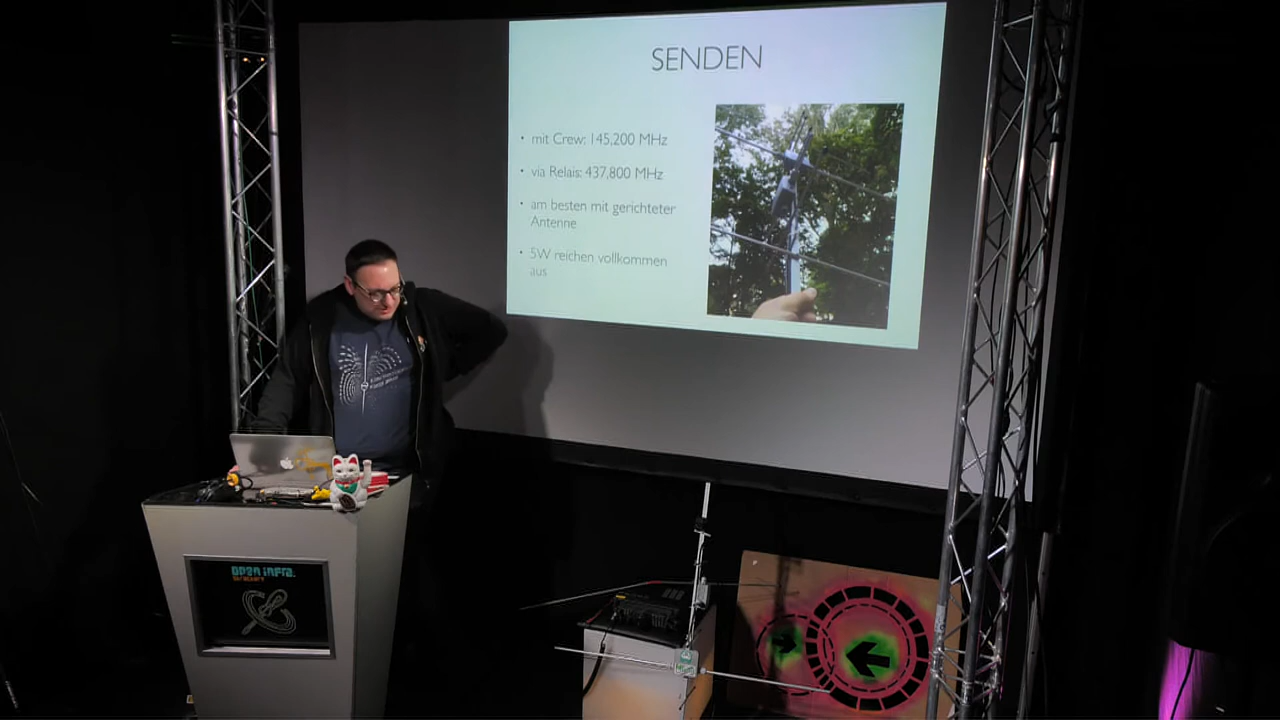 SENDEN
• mit Crew: 145,200 MHz
• via Relais: 437,800 MHz
• am besten mit gerichteter
Antenne
• 5W reichen vollkommen
aus
open infra.